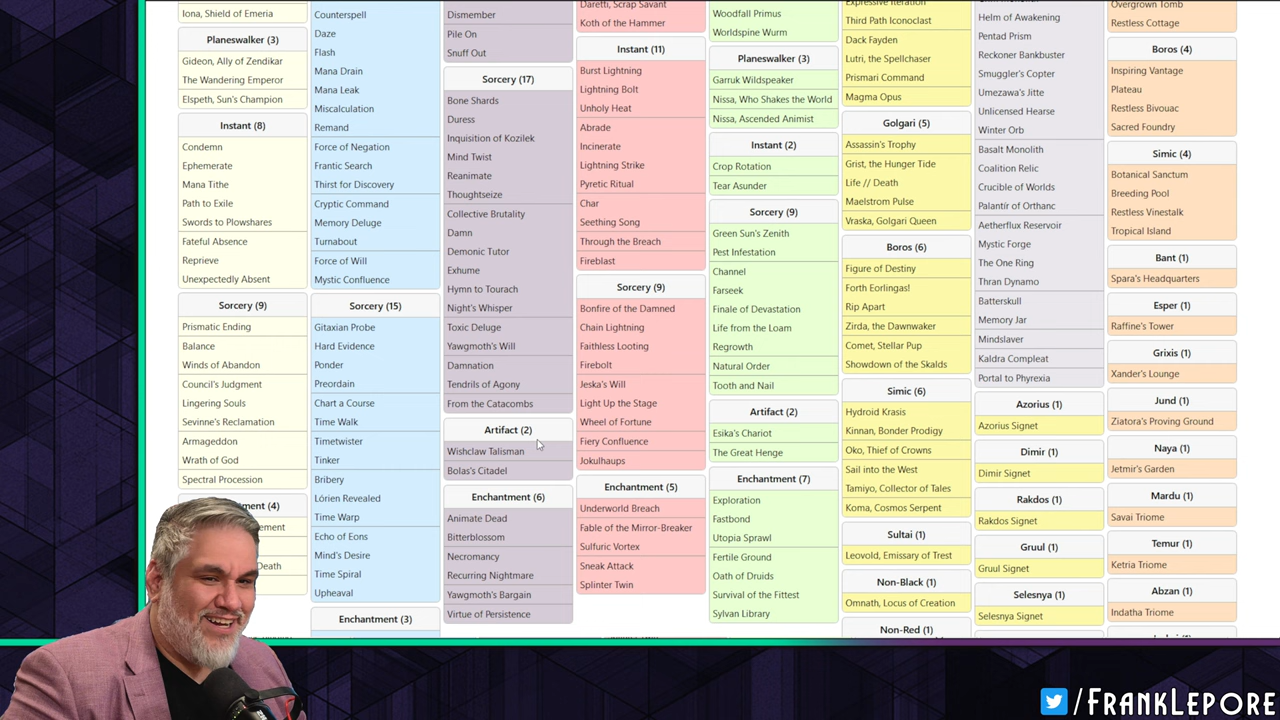 Iona, Shield of Emeria
Planeswalker (3)
Gideon, Ally of Zendikar
The Wandering Emperor
Elspeth, Sun's Champion
Instant (8)
Condemn
Ephemerate
Mana Tithe
Path to Exile
Swords to Plowshares
Fateful Absence
Reprieve
Unexpectedly Absent
Sorcery (9)
Prismatic Ending
Balance
Winds of Abandon
Council's Judgment
Lingering Souls
Sevinne's Reclamation
Armageddon
Wrath of God
Spectral Procession
ment (4)
ement
Death
Counterspell
Daze
Flash
Mana Drain
Mana Leak
Miscalculation
Remand
Force of Negation
Frantic Search
Thirst for Discovery
Cryptic Command
Memory Deluge
Turnabout
Force of Will
Mystic Confluence
Sorcery (15)
Gitaxian Probe
Hard Evidence
Ponder
Preordain
Chart a Course
Time Walk
Timetwister
Tinker
Bribery
Lórien Revealed
Time Warp
Echo of Eons
Mind's Desire
Time Spiral
Upheaval
Enchantment (3)
Dismember
Pile On
Snuff Out
Sorcery (17)
Bone Shards
Duress
Inquisition of Kozilek
Mind Twist
Reanimate
Thoughtseize
Collective Brutality
Damn
Demonic Tutor
Exhume
Hymn to Tourach
Night's Whisper
Toxic Deluge
Yawgmoth's Will
Damnation
Tendrils of Agony
From the Catacombs
Artifact (2)
Wishclaw Talisman
Bolas's Citadel
Enchantment (6)
Animate Dead
Bitterblossom
Necromancy
Recurring Nightmare
Yawgmoth's Bargain
Virtue of Persistence
Daretti, Scrap Savant
Koth of the Hammer
Instant (11)
Burst Lightning
Lightning Bolt
Unholy Heat
Abrade
Incinerate
Lightning Strike
Pyretic Ritual
Char
Seething Song
Through the Breach
Fireblast
Sorcery (9)
Bonfire of the Damned
Chain Lightning
Faithless Looting
Firebolt
Jeska's Will
Light Up the Stage
Wheel of Fortune
Fiery Confluence
Jokulhaups
Enchantment (5)
Underworld Breach
Fable of the Mirror-Breaker
Sulfuric Vortex
Sneak Attack
Splinter Twin
Woodfall Primus
Worldspine Wurm
Planeswalker (3)
Garruk Wildspeaker
Nissa, Who Shakes the World
Nissa, Ascended Animist
Instant (2)
Crop Rotation
Tear Asunder
Sorcery (9)
Green Sun's Zenith
Pest Infestation
Channel
Farseek
Finale of Devastation
Life from the Loam
Regrowth
Natural Order
Tooth and Nail
Artifact (2)
Esika's Chariot
The Great Henge
Enchantment (7)
Exploration
Fastbond
Utopia Sprawl
Fertile Ground
Oath of Druids
Survival of the Fittest
Sylvan Library
Expressive Iteration
Third Path Iconoclast
Dack Fayden
Lutri, the Spellchaser
Prismari Command
Magma Opus
Golgari (5)
Assassin's Trophy
Grist, the Hunger Tide
Life // Death
Maelstrom Pulse
Vraska, Golgari Queen
Boros (6)
Figure of Destiny
Forth Eorlingas!
Rip Apart
Zirda, the Dawnwaker
Comet, Stellar Pup
Showdown of the Skalds
Simic (6)
Hydroid Krasis
Kinnan, Bonder Prodigy
Oko, Thief of Crowns
Sail into the West
Tamiyo, Collector of Tales
Koma, Cosmos Serpent
Sultai (1)
Leovold, Emissary of Trest
Non-Black (1)
Omnath, Locus of Creation
Non-Red (1)
Helm of Awakening
Pentad Prism
Reckoner Bankbuster
Smuggler's Copter
Umezawa's Jitte
Unlicensed Hearse
Winter Orb
Basalt Monolith
Coalition Relic
Crucible of Worlds
Palantír of Orthanc
Aetherflux Reservoir
Mystic Forge
The One Ring
Thran Dynamo
Batterskull
Memory Jar
Mindslaver
Kaldra Compleat
Portal to Phyrexia
Azorius (1)
Azorius Signet
Dimir (1)
Dimir Signet
Rakdos (1)
Rakdos Signet
Gruul (1)
Gruul Signet
Selesnya (1)
Selesnya Signet
Overgrown Tomb
Restless Cottage
Boros (4)
Inspiring Vantage
Plateau
Restless Bivouac
Sacred Foundry
Simic (4)
Botanical Sanctum
Breeding Pool
Restless Vinestalk
Tropical Island
Bant (1)
Spara's Headquarters
Esper (1)
Raffine's Tower
Grixis (1)
Xander's Lounge
Jund (1)
Ziatora's Proving Ground
Naya (1)
Jetmir's Garden
Mardu (1)
Savai Triome
Temur (1)
Ketria Triome
Abzan (1)
Indatha Triome
/FRANKLEPORE